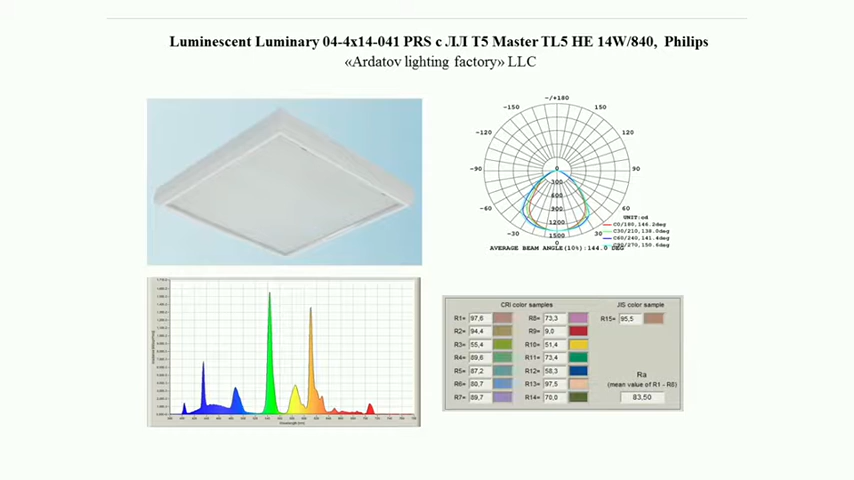 Luminescent Luminary 04-4x14-041 PRS с ЛЛ T5 Master TL5 HE 14W/840, Philips
«Ardatov lighting factory» LLC
-/+180
-150 150
-120 120
-90 0 90
300
600
-60 900 60
1200
-30 1500 30
0
UNIT:cd
C0/180,146.2deg
C30/210,138.0deg
C60/240,141.4deg
C90/270,150.6deg
AVERAGE BEAM ANGLE(10%):144.0 DEG
CRI color samples JIS color sample
R1= 97,6 R8= 73,3 R15= 95,5
R2= 94,4 R9= 9,0
R3= 55,4 R10= 51,4
R4= 89,6 R11= 73,4
R5= 87,2 R12= 58,3
R6= 80,7 R13= 97,5
R7= 89,7 R14= 70,0
Ra
(mean value of R1 - R8)
83,50